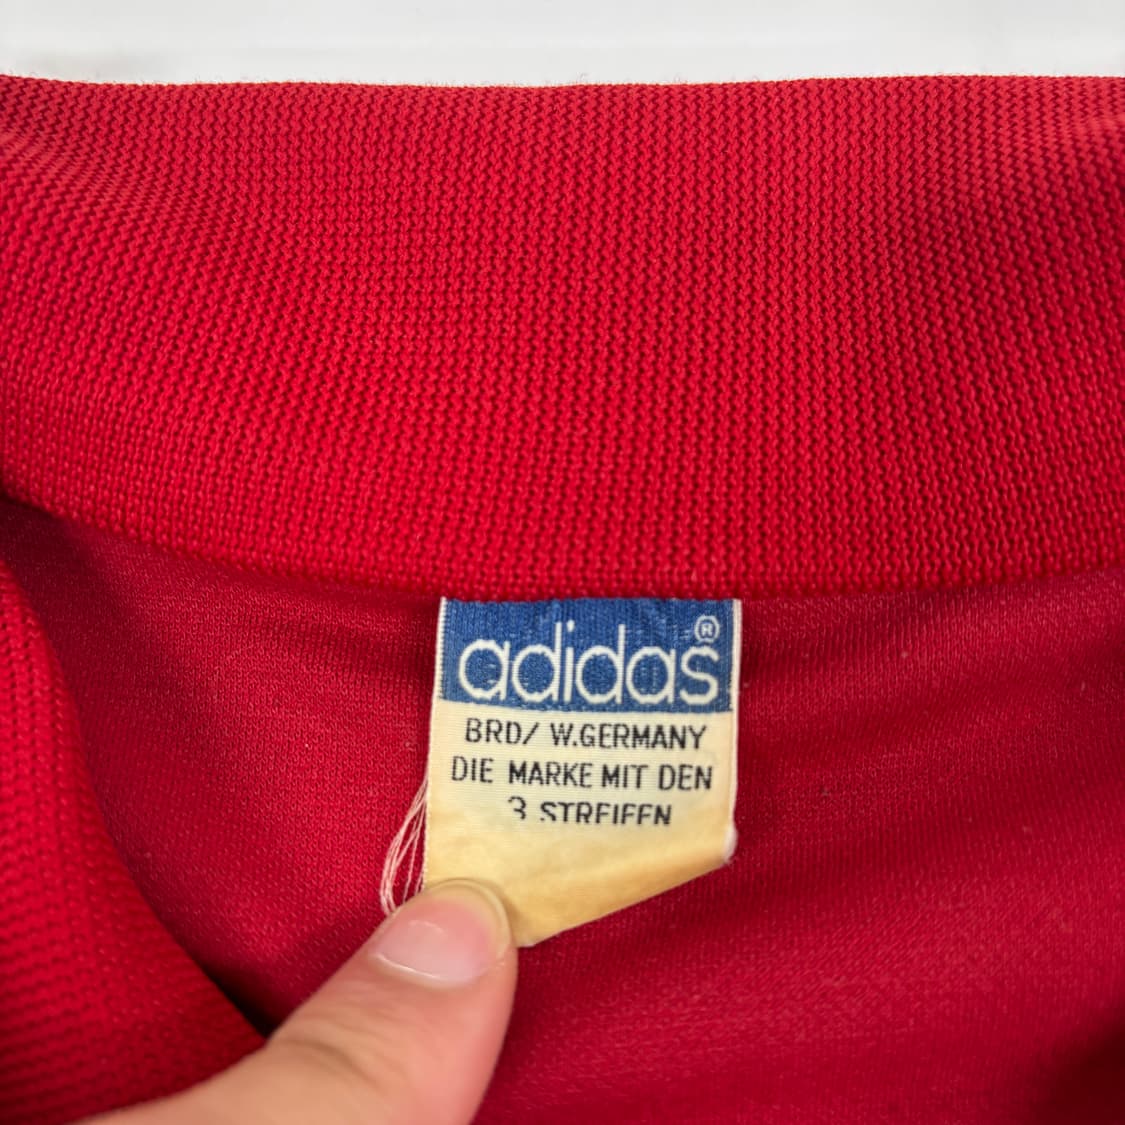 adidas®
BRD/ W.GERMANY
DIE MARKE MIT DEN
3 STREIFEN